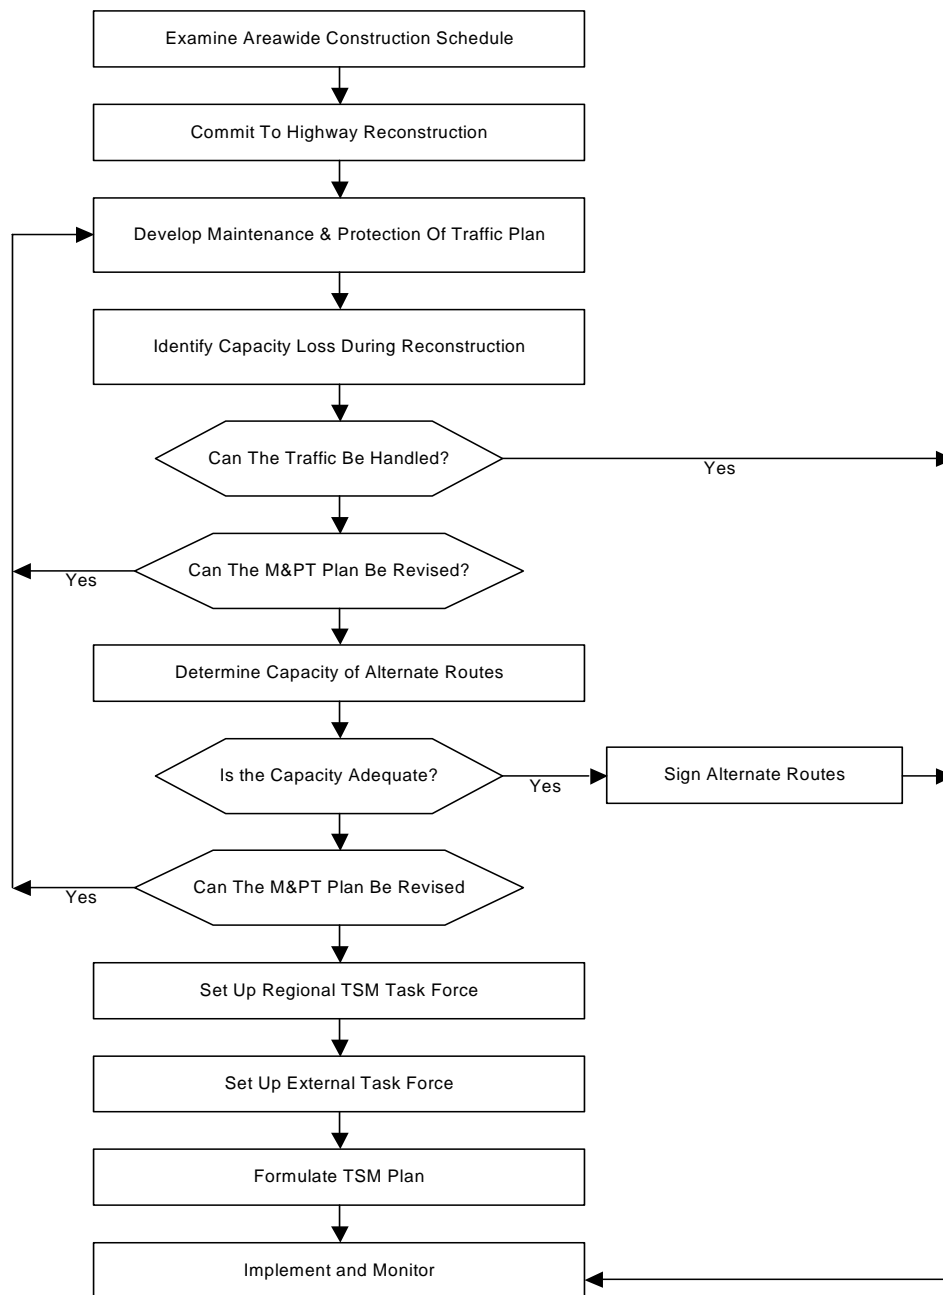 Examine Areawide Construction Schedule
Commit To Highway Reconstruction
Develop Maintenance & Protection Of Traffic Plan
Identify Capacity Loss During Reconstruction
Can The Traffic Be Handled?
Yes
Can The M&PT Plan Be Revised?
Yes
Determine Capacity of Alternate Routes
Is the Capacity Adequate?
Yes
Sign Alternate Routes
Can The M&PT Plan Be Revised
Yes
Set Up Regional TSM Task Force
Set Up External Task Force
Formulate TSM Plan
Implement and Monitor